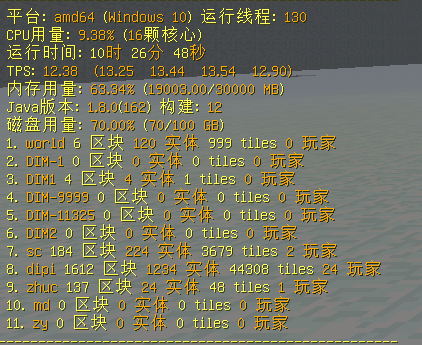 平台: amd64 (Windows 10) 运行线程: 130
CPU用量: 9.38% (16颗核心)
运行时间: 10时 26分 48秒
TPS: 12.38 (13.25 13.44 13.54 12.90)
内存用量: 63.34% (19003.00/30000 MB)
Java版本: 1.8.0(162) 构建: 12
磁盘用量: 70.00% (70/100 GB)
1. world 6 区块 120 实体 999 tiles 0 玩家
2. DIM-1 0 区块 0 实体 0 tiles 0 玩家
3. DIM1 4 区块 4 实体 1 tiles 0 玩家
4. DIM-9999 0 区块 0 实体 0 tiles 0 玩家
5. DIM-11325 0 区块 0 实体 0 tiles 0 玩家
6. DIM2 0 区块 0 实体 0 tiles 0 玩家
7. sc 184 区块 224 实体 3679 tiles 2 玩家
8. dipi 1612 区块 1234 实体 44308 tiles 24 玩家
9. zhuc 137 区块 24 实体 48 tiles 1 玩家
10. md 0 区块 0 实体 0 tiles 0 玩家
11. zy 0 区块 0 实体 0 tiles 0 玩家